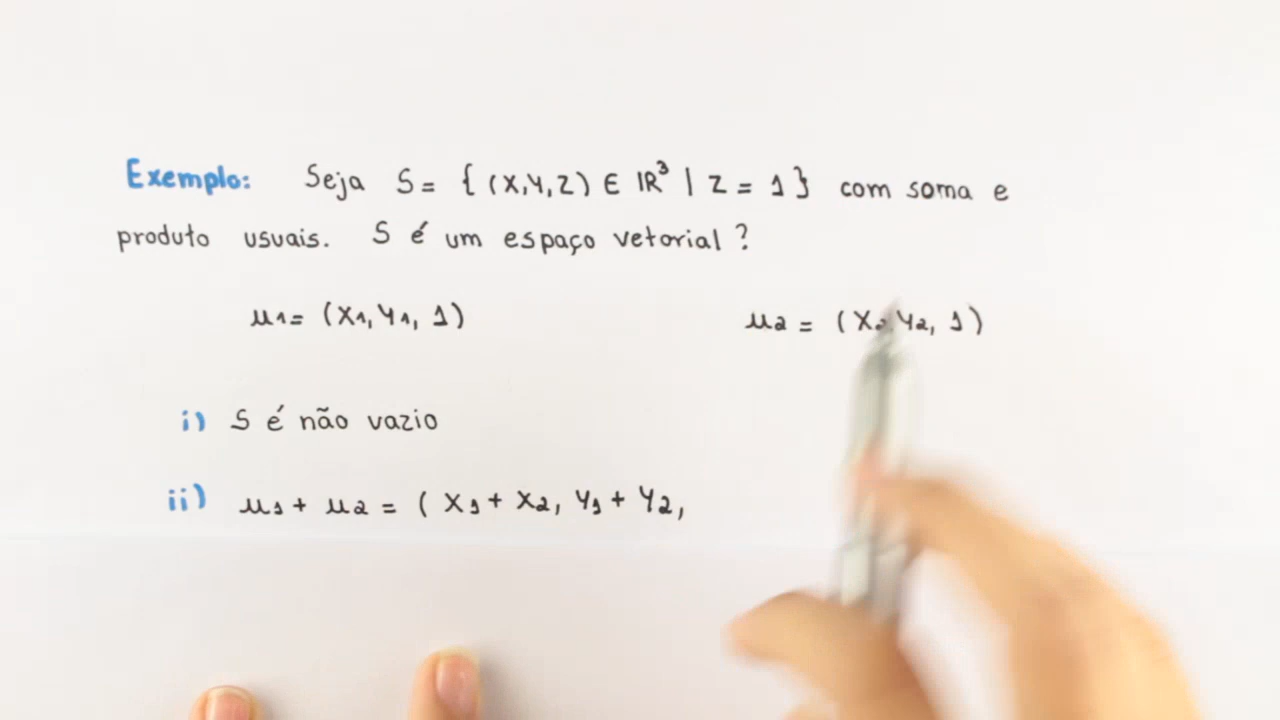 Exemplo: Seja S = { (X,Y,Z) ∈ IR³ | Z = 1 } com soma e
produto usuais. S é um espaço vetorial?
u1 = (X1, Y1, 1)
u2 = (X2, Y2, 1)
i) S é não vazio
ii) u1 + u2 = ( X1 + X2, Y1 + Y2,